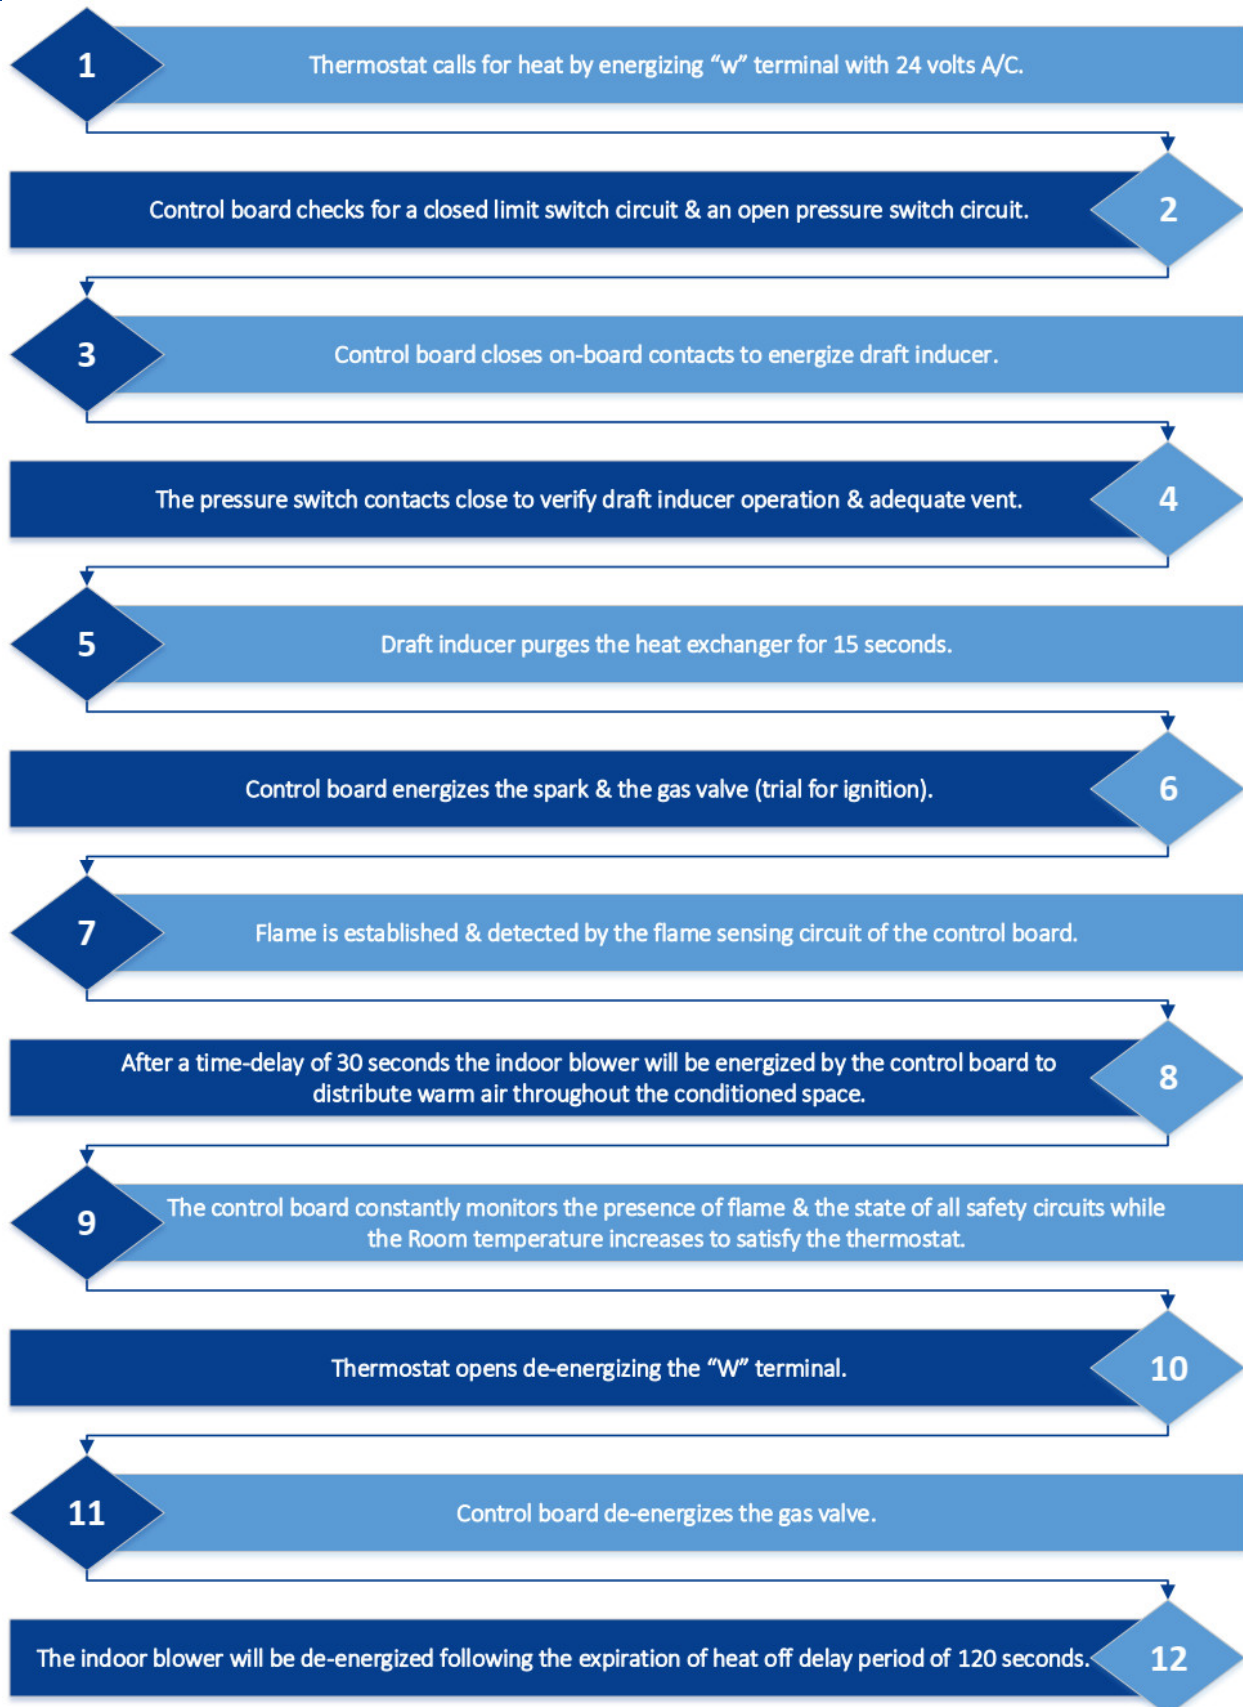 1
Thermostat calls for heat by energizing “w” terminal with 24 volts A/C.
Control board checks for a closed limit switch circuit & an open pressure switch circuit.
2
3
Control board closes on-board contacts to energize draft inducer.
The pressure switch contacts close to verify draft inducer operation & adequate vent.
4
5
Draft inducer purges the heat exchanger for 15 seconds.
Control board energizes the spark & the gas valve (trial for ignition).
6
7
Flame is established & detected by the flame sensing circuit of the control board.
After a time-delay of 30 seconds the indoor blower will be energized by the control board to
distribute warm air throughout the conditioned space.
8
9
The control board constantly monitors the presence of flame & the state of all safety circuits while
the Room temperature increases to satisfy the thermostat.
Thermostat opens de-energizing the “W” terminal.
10
11
Control board de-energizes the gas valve.
The indoor blower will be de-energized following the expiration of heat off delay period of 120 seconds.
12